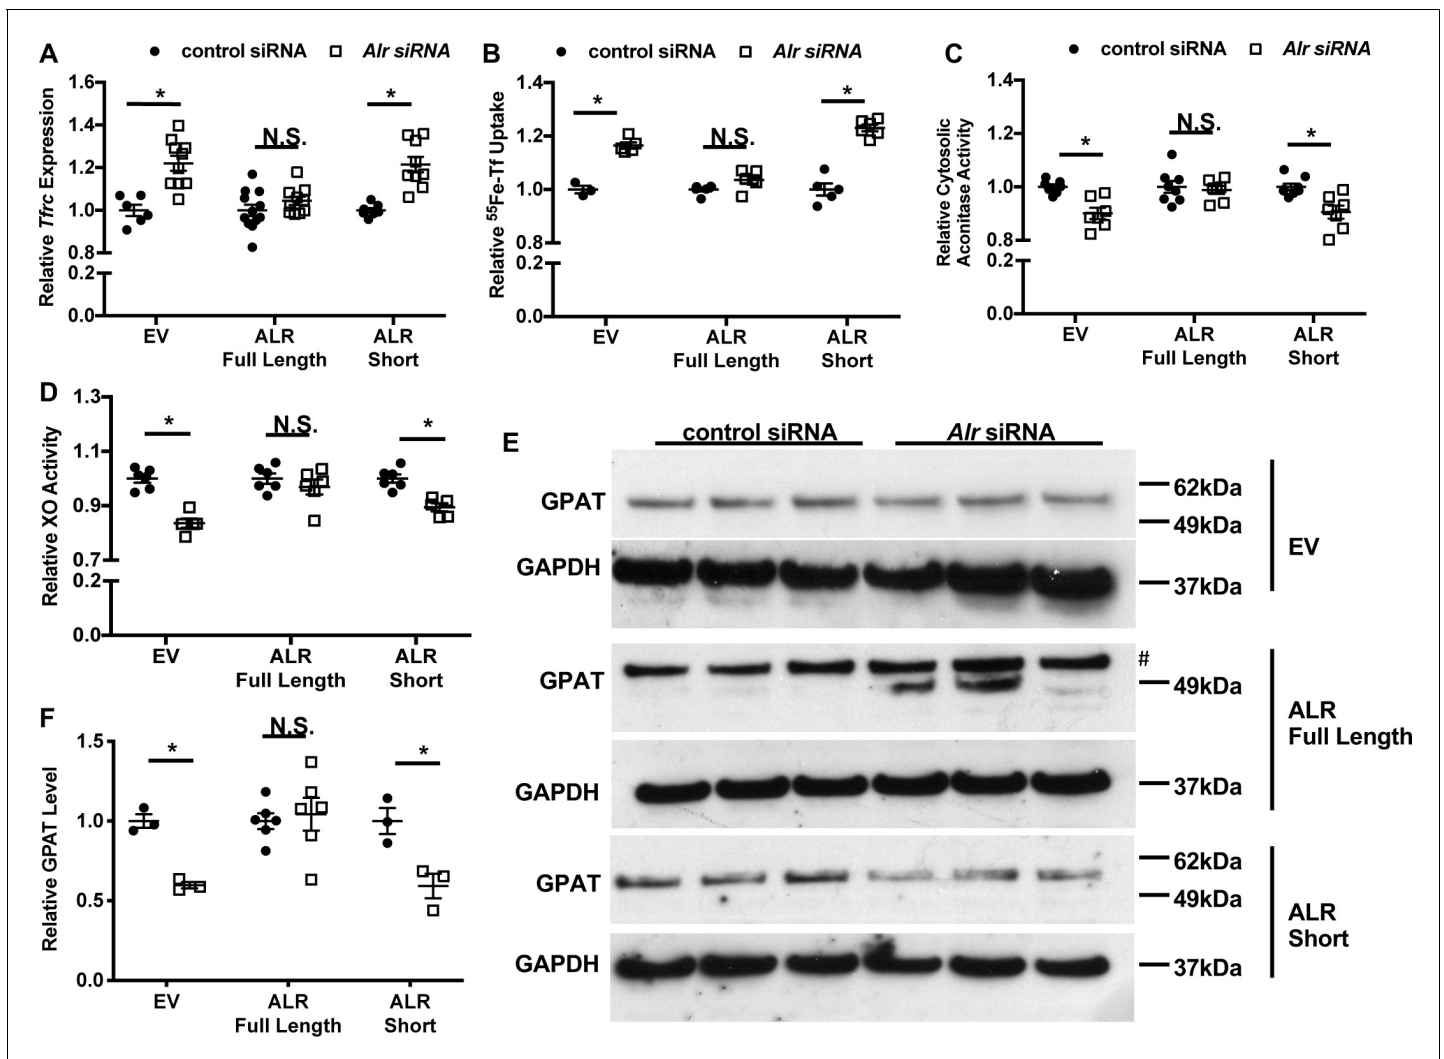 A
control siRNA
Alr siRNA
Relative Tfrc Expression
1.6
1.4
1.2
1.0
0.8
0.2
0.0
*
N.S.
*
EV
ALR
Full Length
ALR
Short
B
control siRNA
Alr siRNA
Relative 55Fe-Tf Uptake
1.4
1.2
1.0
0.8
0.2
0.0
*
N.S.
*
EV
ALR
Full Length
ALR
Short
C
control siRNA
Alr siRNA
Relative Cytosolic
Aconitase Activity
1.4
1.2
1.0
0.8
0.2
0.0
*
N.S.
*
EV
ALR
Full Length
ALR
Short
D
Relative XO Activity
1.3
1.1
0.9
0.7
0.2
0.0
*
N.S.
*
EV
ALR
Full Length
ALR
Short
E
control siRNA
Alr siRNA
GPAT
62kDa
49kDa
GAPDH
37kDa
EV
GPAT
#
49kDa
GAPDH
37kDa
ALR
Full Length
GPAT
62kDa
49kDa
GAPDH
37kDa
ALR
Short
F
Relative GPAT Level
1.5
1.0
0.5
0.0
*
N.S.
*
EV
ALR
Full Length
ALR
Short